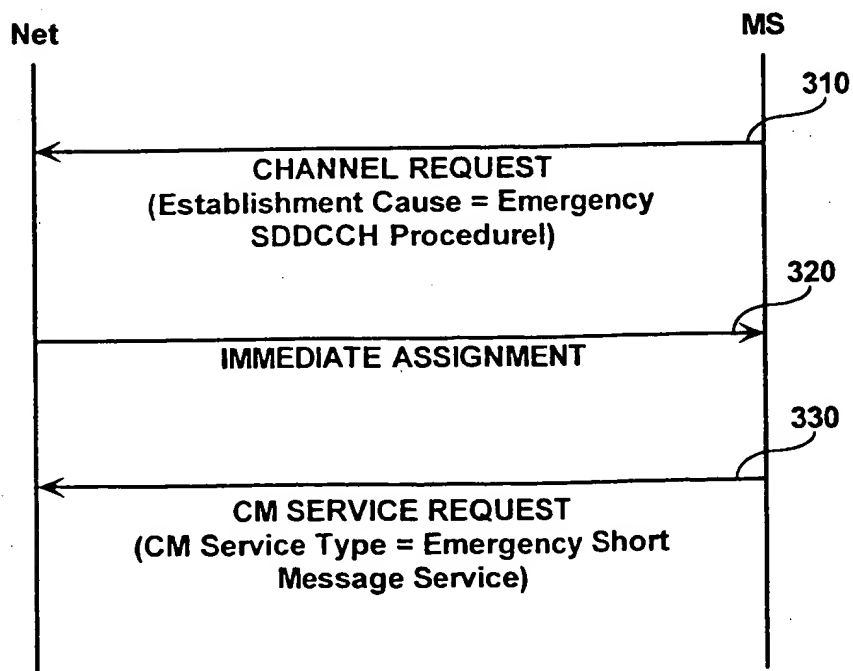 Net
MS
310
CHANNEL REQUEST
(Establishment Cause = Emergency
SDDCCH Procedurel)
320
IMMEDIATE ASSIGNMENT
330
CM SERVICE REQUEST
(CM Service Type = Emergency Short
Message Service)